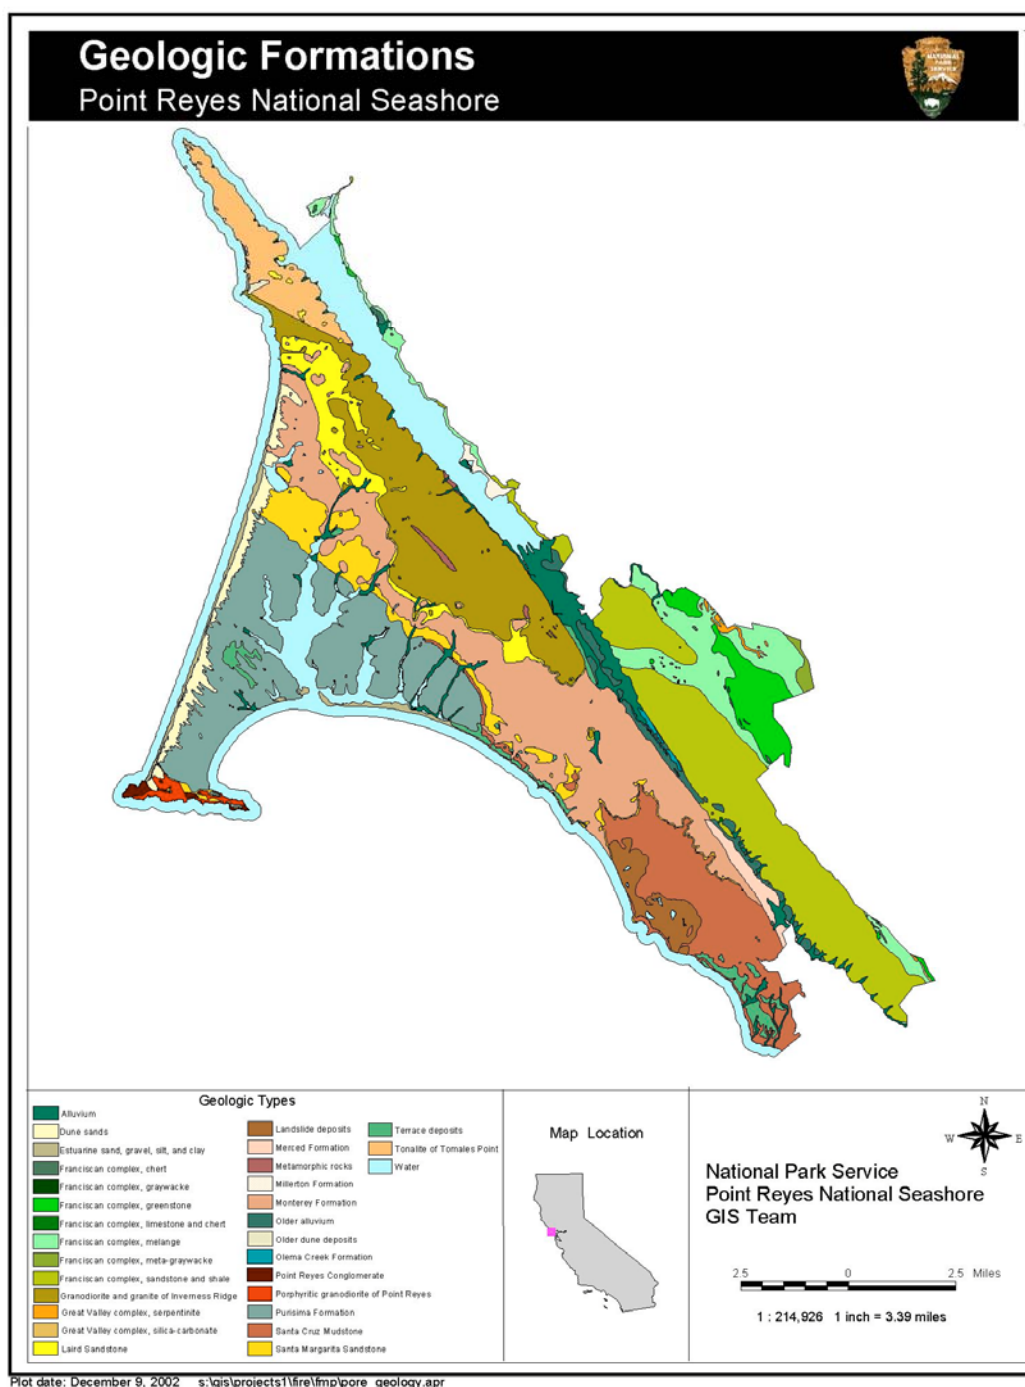 Geologic Formations
Point Reyes National Seashore
NATIONAL
PARK
SERVICE
Geologic Types
Alluvium
Dune sands
Estuarine sand, gravel, silt, and clay
Franciscan complex, chert
Franciscan complex, graywacke
Franciscan complex, greenstone
Franciscan complex, limestone and chert
Franciscan complex, melange
Franciscan complex, meta-graywacke
Franciscan complex, sandstone and shale
Granodiorite and granite of Inverness Ridge
Great Valley complex, serpentinite
Great Valley complex, silica-carbonate
Laird Sandstone
Landslide deposits
Merced Formation
Metamorphic rocks
Millerton Formation
Monterey Formation
Older alluvium
Older dune deposits
Olema Creek Formation
Point Reyes Conglomerate
Porphyritic granodiorite of Point Reyes
Purisima Formation
Santa Cruz Mudstone
Santa Margarita Sandstone
Terrace deposits
Tonalite of Tomales Point
Water
Map Location
N
W E
S
National Park Service
Point Reyes National Seashore
GIS Team
2.5 0 2.5 Miles
1 : 214,926 1 inch = 3.39 miles
Plot date: December 9, 2002 s:\gis\projects1\fire\fmp\pore_geology.apr